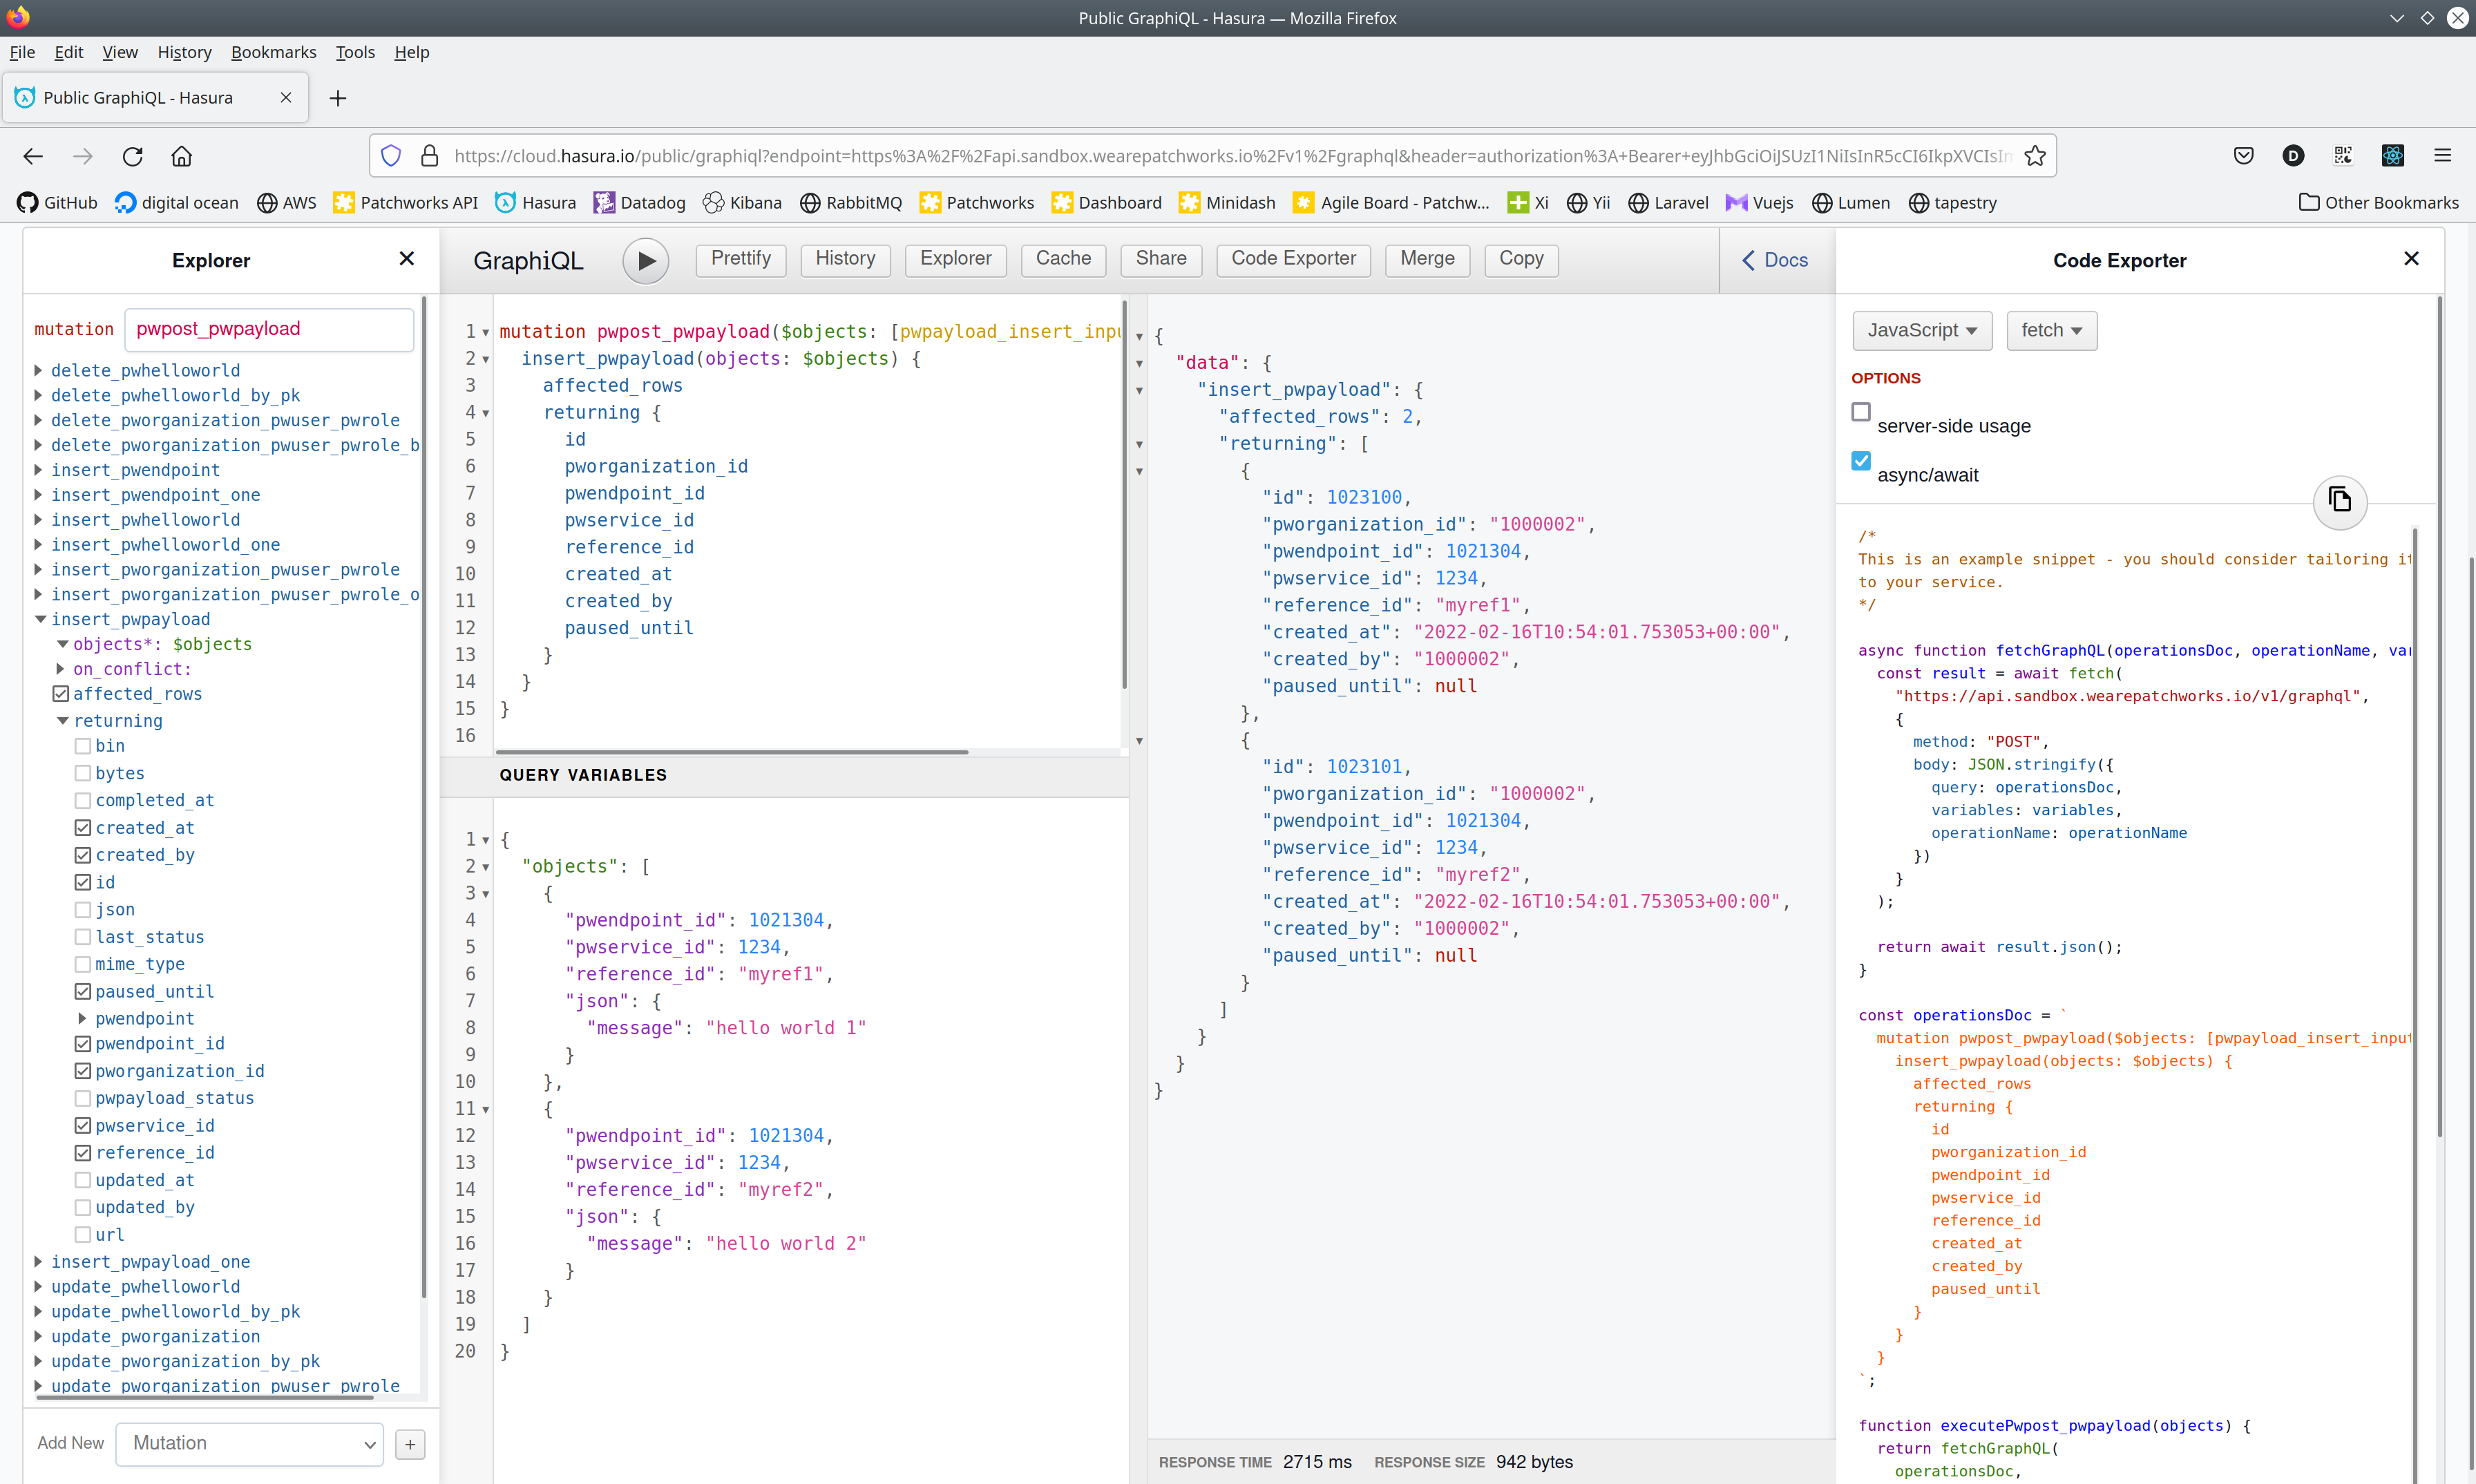 Public GraphiQL - Hasura — Mozilla Firefox
File Edit View History Bookmarks Tools Help
Public GraphiQL - Hasura
https://cloud.hasura.io/public/graphiql?endpoint=https%3A%2F%2Fapi.sandbox.wearepatchworks.io%2Fv1%2Fgraphql&header=authorization%3A+Bearer+eyJhbGciOiJSUzI1NiIsInR5cCI6IkpXVCIsIn
GitHub digital ocean AWS Patchworks API Hasura Datadog Kibana RabbitMQ Patchworks Dashboard Minidash Agile Board - Patchw... Xi Yii Laravel Vuejs Lumen tapestry Other Bookmarks
Explorer
mutation pwpost_pwpayload
delete_pwhelloworld
delete_pwhelloworld_by_pk
delete_pworganization_pwuser_pwrole
delete_pworganization_pwuser_pwrole_b
insert_pwendpoint
insert_pwendpoint_one
insert_pwhelloworld
insert_pwhelloworld_one
insert_pworganization_pwuser_pwrole
insert_pworganization_pwuser_pwrole_o
insert_pwpayload
objects*: $objects
on_conflict:
affected_rows
returning
bin
bytes
completed_at
created_at
created_by
id
json
last_status
mime_type
paused_until
pwendpoint
pwendpoint_id
pworganization_id
pwpayload_status
pwservice_id
reference_id
updated_at
updated_by
url
insert_pwpayload_one
update_pwhelloworld
update_pwhelloworld_by_pk
update_pworganization
update_pworganization_by_pk
update_pworganization_pwuser_pwrole
Add New Mutation +
GraphiQL Prettify History Explorer Cache Share Code Exporter Merge Copy Docs
1 mutation pwpost_pwpayload($objects: [pwpayload_insert_inpu
2 insert_pwpayload(objects: $objects) {
3 affected_rows
4 returning {
5 id
6 pworganization_id
7 pwendpoint_id
8 pwservice_id
9 reference_id
10 created_at
11 created_by
12 paused_until
13 }
14 }
15 }
16
QUERY VARIABLES
1 {
2 "objects": [
3 {
4 "pwendpoint_id": 1021304,
5 "pwservice_id": 1234,
6 "reference_id": "myref1",
7 "json": {
8 "message": "hello world 1"
9 }
10 },
11 {
12 "pwendpoint_id": 1021304,
13 "pwservice_id": 1234,
14 "reference_id": "myref2",
15 "json": {
16 "message": "hello world 2"
17 }
18 }
19 ]
20 }
{
"data": {
"insert_pwpayload": {
"affected_rows": 2,
"returning": [
{
"id": 1023100,
"pworganization_id": "1000002",
"pwendpoint_id": 1021304,
"pwservice_id": 1234,
"reference_id": "myref1",
"created_at": "2022-02-16T10:54:01.753053+00:00",
"created_by": "1000002",
"paused_until": null
},
{
"id": 1023101,
"pworganization_id": "1000002",
"pwendpoint_id": 1021304,
"pwservice_id": 1234,
"reference_id": "myref2",
"created_at": "2022-02-16T10:54:01.753053+00:00",
"created_by": "1000002",
"paused_until": null
}
]
}
}
}
RESPONSE TIME 2715 ms RESPONSE SIZE 942 bytes
Code Exporter
JavaScript fetch
OPTIONS
server-side usage
async/await
/*
This is an example snippet - you should consider tailoring it
to your service.
*/
async function fetchGraphQL(operationsDoc, operationName, var
const result = await fetch(
"https://api.sandbox.wearepatchworks.io/v1/graphql",
{
method: "POST",
body: JSON.stringify({
query: operationsDoc,
variables: variables,
operationName: operationName
})
}
);
return await result.json();
}
const operationsDoc = `
mutation pwpost_pwpayload($objects: [pwpayload_insert_input
insert_pwpayload(objects: $objects) {
affected_rows
returning {
id
pworganization_id
pwendpoint_id
pwservice_id
reference_id
created_at
created_by
paused_until
}
}
}
`;
function executePwpost_pwpayload(objects) {
return fetchGraphQL(
operationsDoc,